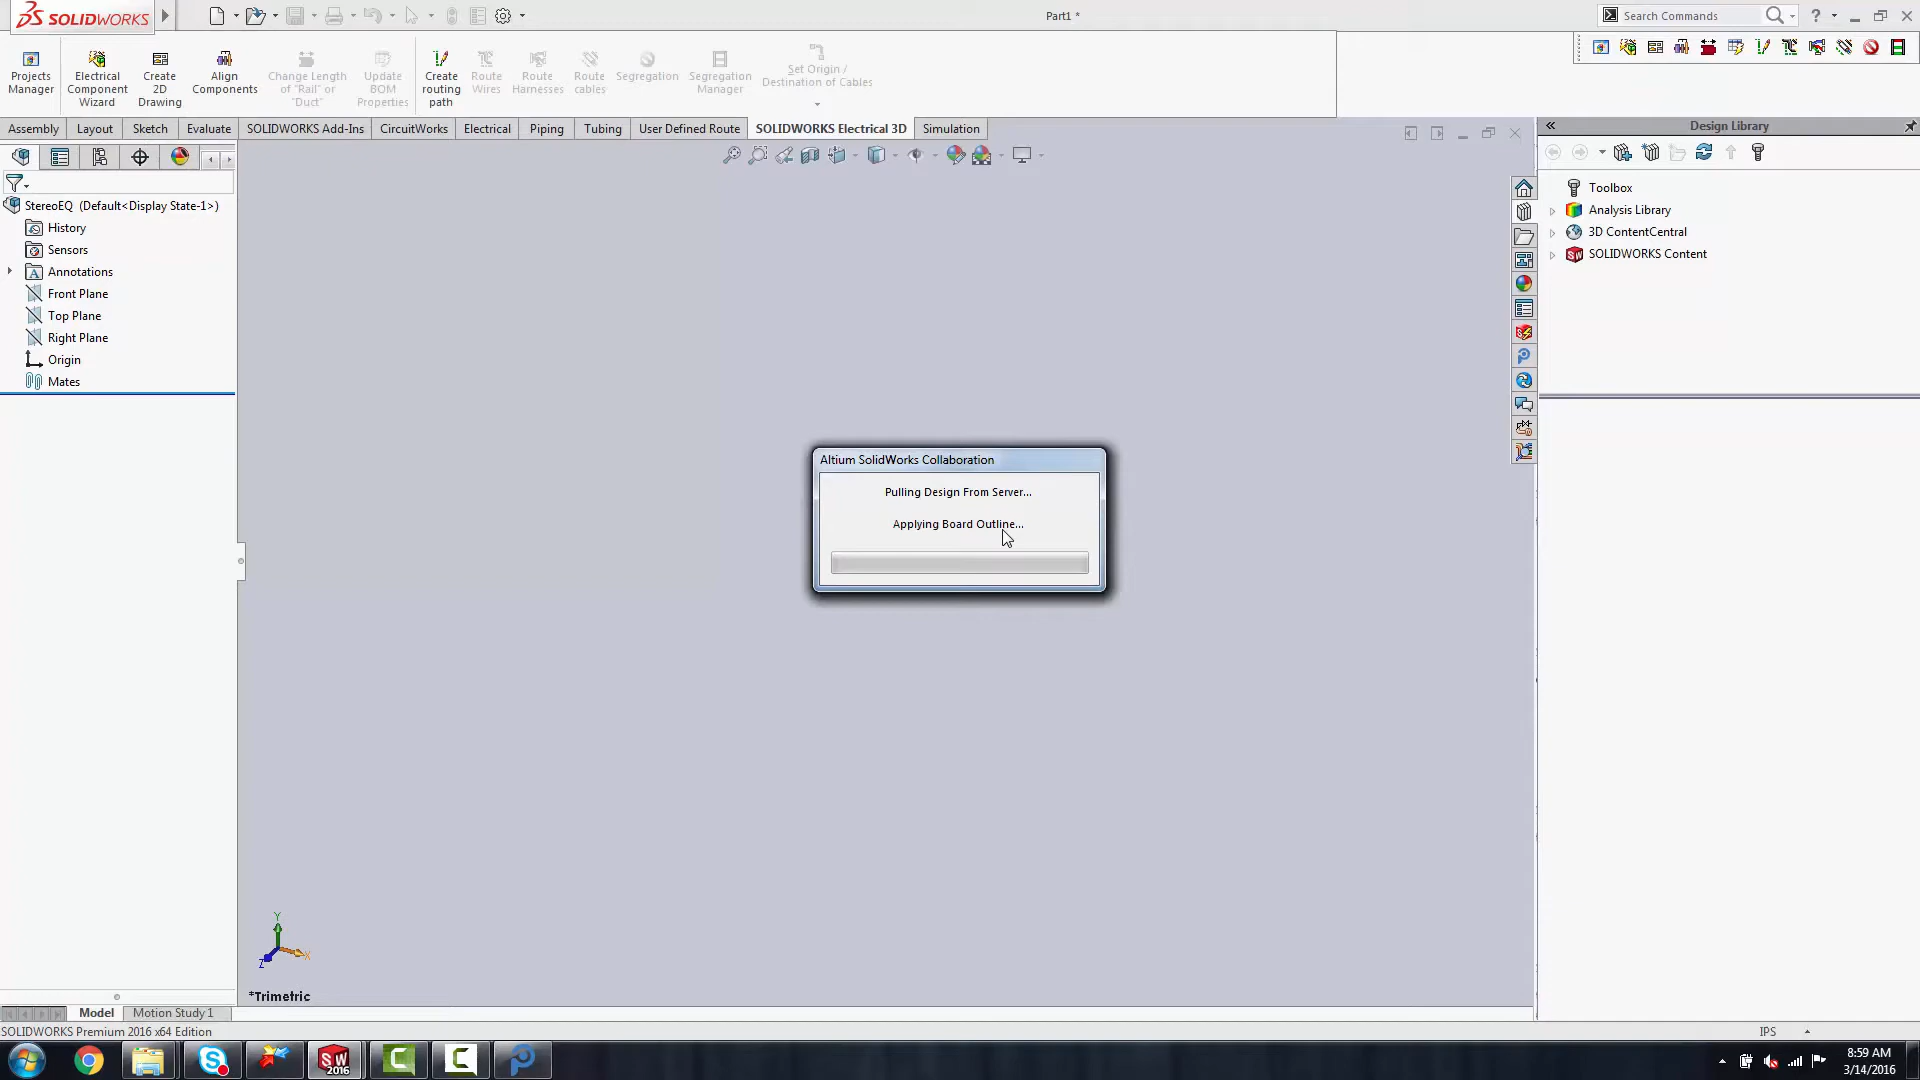 SOLIDWORKS
Part1 *
Search Commands
Projects Manager
Electrical Component Wizard
Create 2D Drawing
Align Components
Change Length of "Rail" or "Duct"
Update BOM Properties
Create routing path
Route Wires
Route Harnesses
Route cables
Segregation
Segregation Manager
Set Origin / Destination of Cables
Assembly
Layout
Sketch
Evaluate
SOLIDWORKS Add-Ins
CircuitWorks
Electrical
Piping
Tubing
User Defined Route
SOLIDWORKS Electrical 3D
Simulation
StereoEQ (Default<Display State-1>)
History
Sensors
Annotations
Front Plane
Top Plane
Right Plane
Origin
Mates
Altium SolidWorks Collaboration
Pulling Design From Server...
Applying Board Outline...
Design Library
Toolbox
Analysis Library
3D ContentCentral
SOLIDWORKS Content
Y
X
Z
*Trimetric
Model
Motion Study 1
SOLIDWORKS Premium 2016 x64 Edition
IPS
SW
2016
8:59 AM
3/14/2016